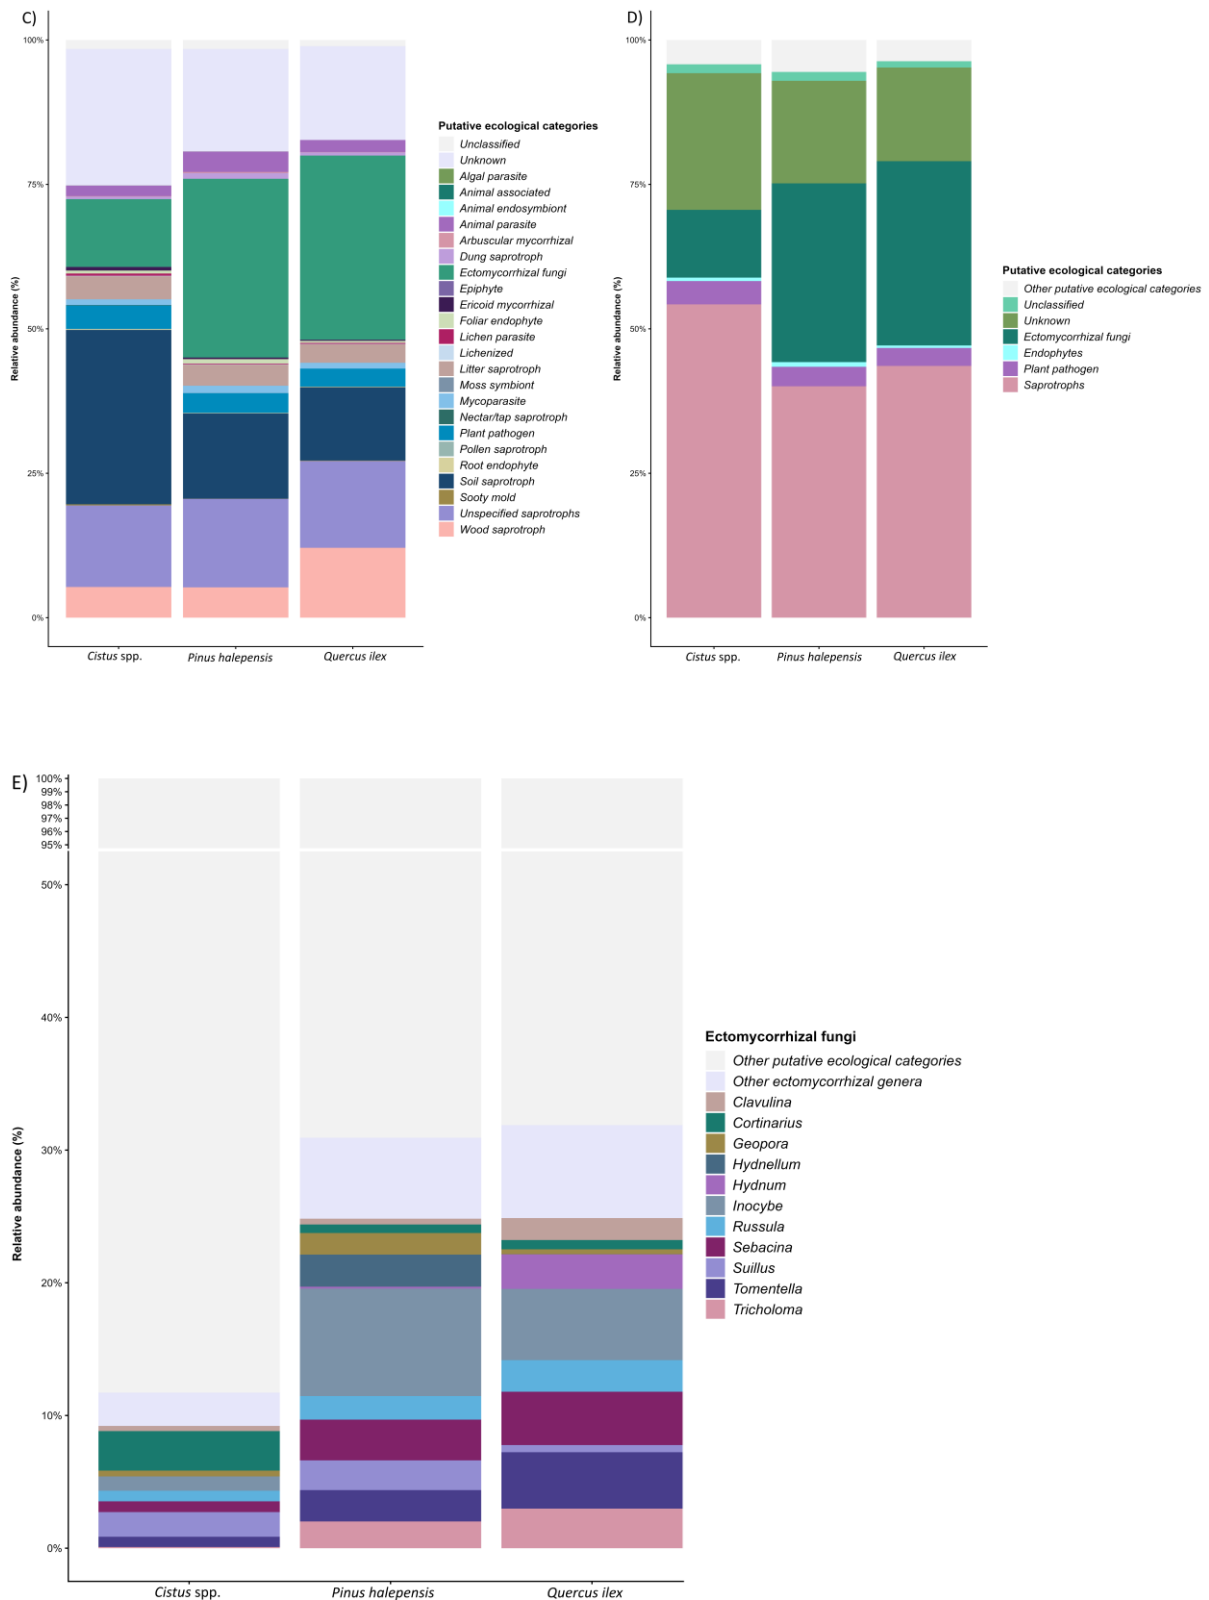 C)
100%
75%
50%
25%
0%
Relative abundance (%)
Cistus spp.
Pinus halepensis
Quercus ilex
Putative ecological categories
Unclassified
Unknown
Algal parasite
Animal associated
Animal endosymbiont
Animal parasite
Arbuscular mycorrhizal
Dung saprotroph
Ectomycorrhizal fungi
Epiphyte
Ericoid mycorrhizal
Foliar endophyte
Lichen parasite
Lichenized
Litter saprotroph
Moss symbiont
Mycoparasite
Nectar/tap saprotroph
Plant pathogen
Pollen saprotroph
Root endophyte
Soil saprotroph
Sooty mold
Unspecified saprotrophs
Wood saprotroph
D)
100%
75%
50%
25%
0%
Relative abundance (%)
Cistus spp.
Pinus halepensis
Quercus ilex
Putative ecological categories
Other putative ecological categories
Unclassified
Unknown
Ectomycorrhizal fungi
Endophytes
Plant pathogen
Saprotrophs
E)
100%
99%
98%
97%
96%
95%
50%
40%
30%
20%
10%
0%
Relative abundance (%)
Cistus spp.
Pinus halepensis
Quercus ilex
Ectomycorrhizal fungi
Other putative ecological categories
Other ectomycorrhizal genera
Clavulina
Cortinarius
Geopora
Hydnellum
Hydnum
Inocybe
Russula
Sebacina
Suillus
Tomentella
Tricholoma